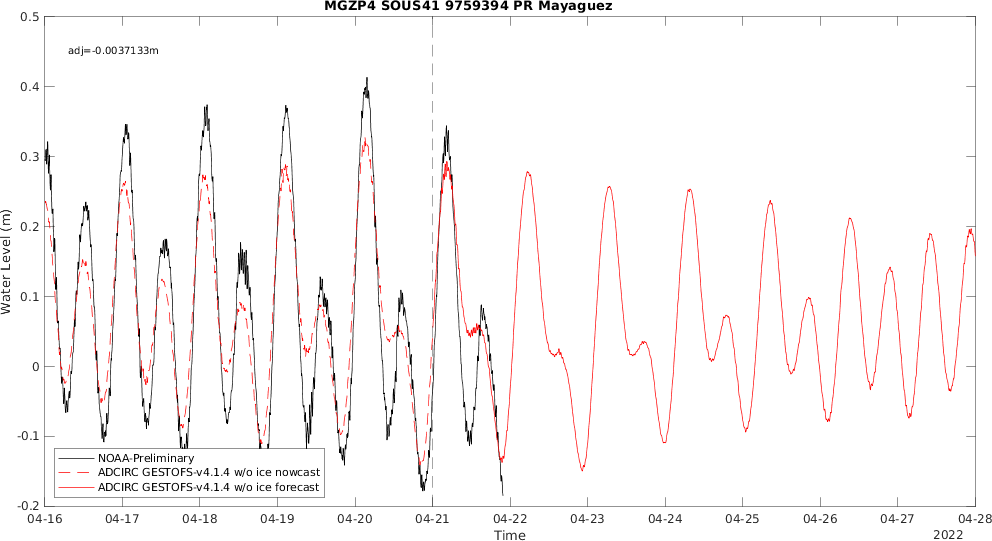 MGZP4 SOUS41 9759394 PR Mayaguez
adj=-0.0037133m
Water Level (m)
0.5
0.4
0.3
0.2
0.1
0
-0.1
-0.2
NOAA-Preliminary
ADCIRC GESTOFS-v4.1.4 w/o ice nowcast
ADCIRC GESTOFS-v4.1.4 w/o ice forecast
04-16 04-17 04-18 04-19 04-20 04-21 04-22 04-23 04-24 04-25 04-26 04-27 04-28
Time
2022